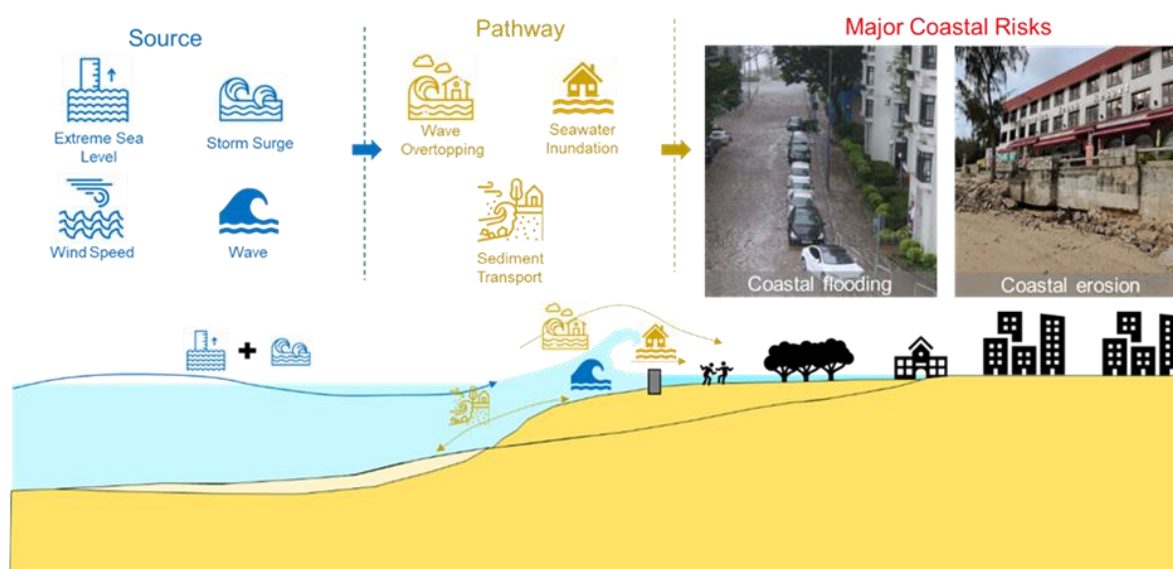 Source
Extreme Sea
Level
Storm Surge
Wind Speed
Wave
Pathway
Wave
Overtopping
Seawater
Inundation
Sediment
Transport
Major Coastal Risks
Coastal flooding
Coastal erosion